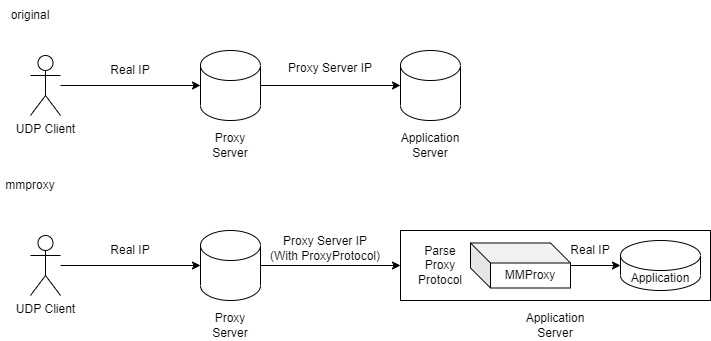 original
Real IP
Proxy Server IP
UDP Client
Proxy
Server
Application
Server
mmproxy
Real IP
Proxy Server IP
(With ProxyProtocol)
Parse
Proxy
Protocol
MMProxy
Real IP
Application
UDP Client
Proxy
Server
Application
Server